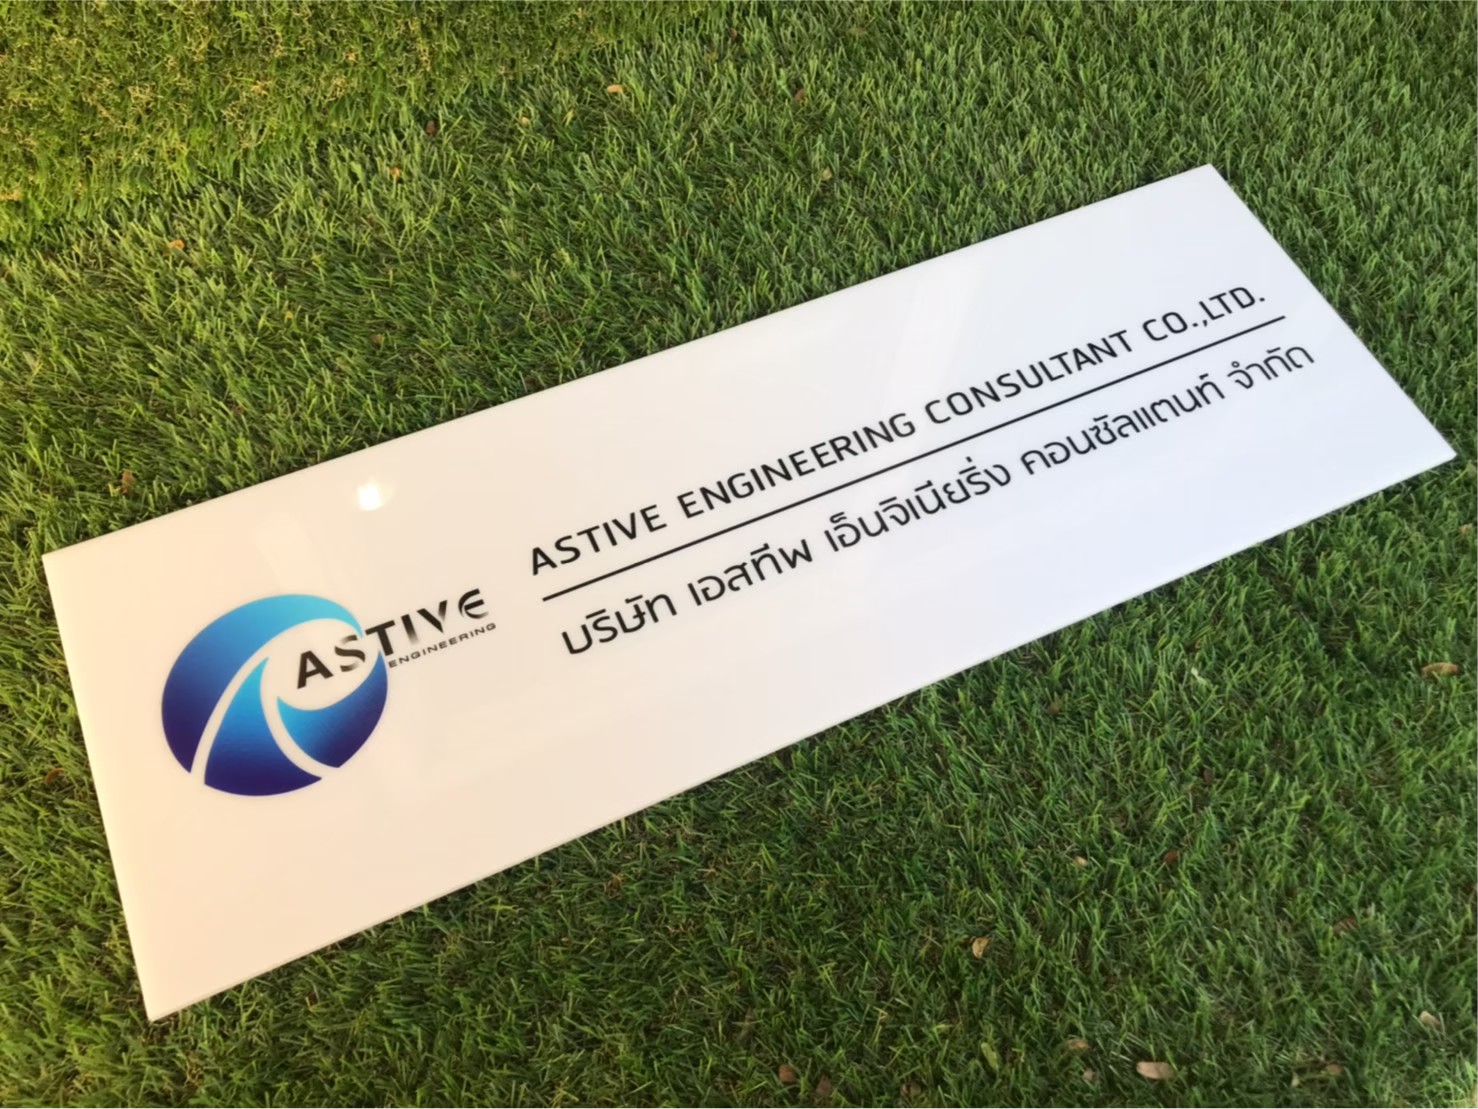 ASTIVE
ENGINEERING
ASTIVE ENGINEERING CONSULTANT CO.,LTD.
บริษัท เอสทีพ เอ็นจิเนียริ่ง คอนซัลแตนท์ จำกัด